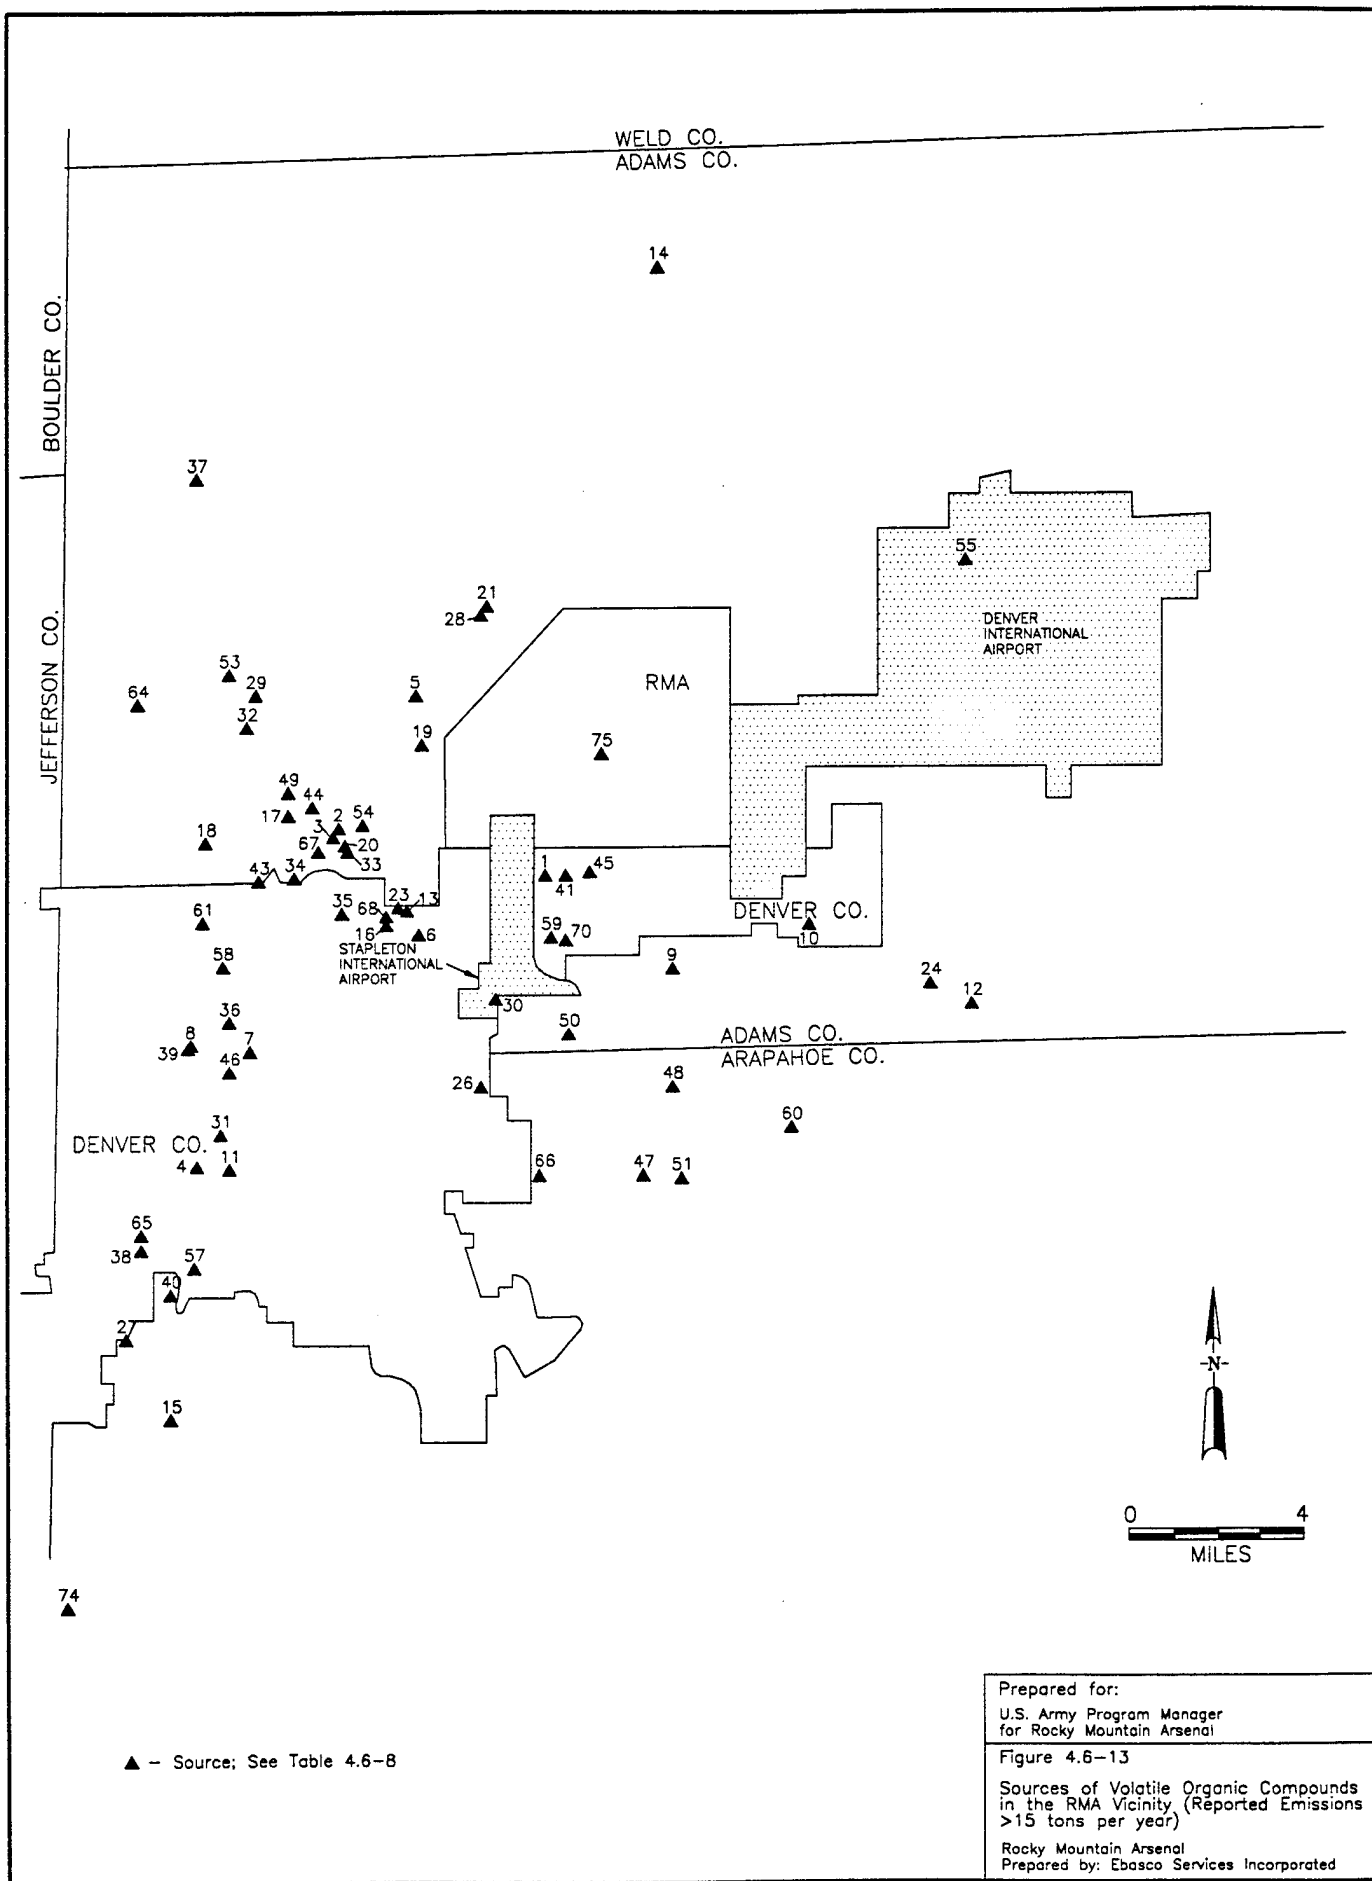 WELD CO.
ADAMS CO.
14
BOULDER CO.
37
55
DENVER
INTERNATIONAL
AIRPORT
21
28
JEFFERSON CO.
53
29
64
32
5
RMA
19
75
49
44
17
2
54
3
18
20
67
33
43
34
1
41
45
35
23
13
68
16
6
61
DENVER CO.
10
59
70
STAPLETON
INTERNATIONAL
AIRPORT
58
9
24
12
30
36
50
8
39
7
46
ADAMS CO.
ARAPAHOE CO.
26
48
60
31
DENVER CO.
4
11
66
47
51
65
38
57
40
27
15
-N-
0 4
MILES
74
▲ - Source; See Table 4.6-8
Prepared for:
U.S. Army Program Manager
for Rocky Mountain Arsenal
Figure 4.6-13
Sources of Volatile Organic Compounds
in the RMA Vicinity (Reported Emissions
>15 tons per year)
Rocky Mountain Arsenal
Prepared by: Ebasco Services Incorporated